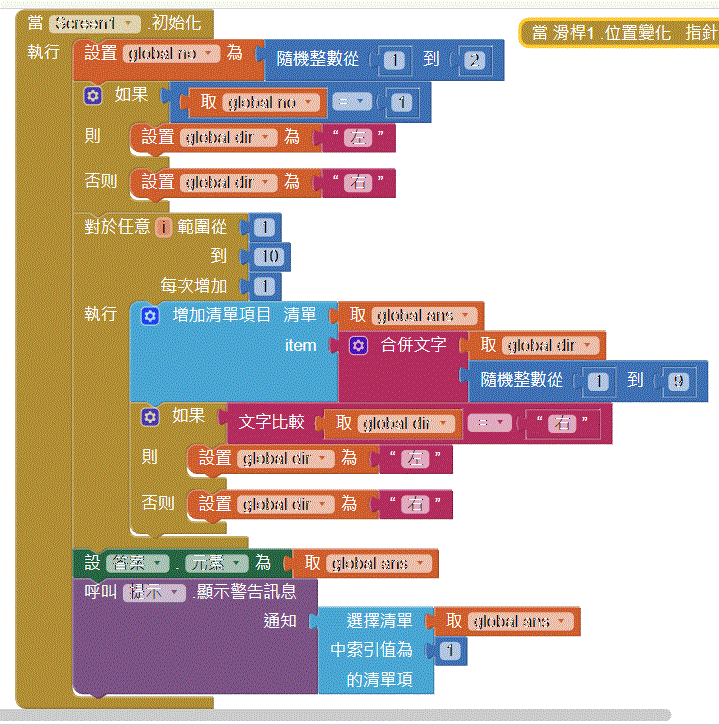 當 Screen1 .初始化
當 滑桿1 .位置變化 指針
執行 設置 global no 為 隨機整數從 1 到 2
如果 取 global no = 1
則 設置 global dir 為 “ 左 ”
否則 設置 global dir 為 “ 右 ”
對於任意 i 範圍從 1
到 10
每次增加 1
執行 增加清單項目 清單 取 global ans
item 合併文字 取 global dir
隨機整數從 1 到 9
如果 文字比較 取 global dir = “ 右 ”
則 設置 global dir 為 “ 左 ”
否則 設置 global dir 為 “ 右 ”
設 答案 . 元素 為 取 global ans
呼叫 提示 .顯示警告訊息
通知 選擇清單 取 global ans
中索引值為 1
的清單項